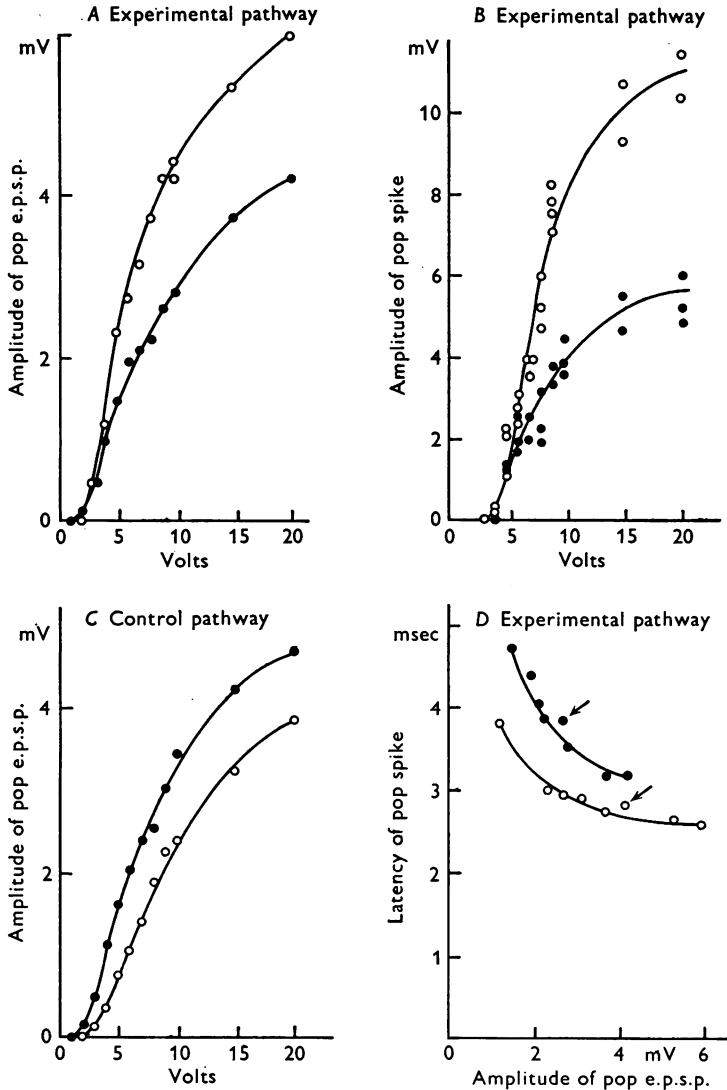 A Experimental pathway
mV
Amplitude of pop e.p.s.p.
4
2
0
0 5 10 15 20
Volts
B Experimental pathway
mV
Amplitude of pop spike
10
8
6
4
2
0
0 5 10 15 20
Volts
C Control pathway
mV
Amplitude of pop e.p.s.p.
4
2
0
0 5 10 15 20
Volts
D Experimental pathway
msec
Latency of pop spike
4
3
2
1
0 2 4 mV 6
Amplitude of pop e.p.s.p.